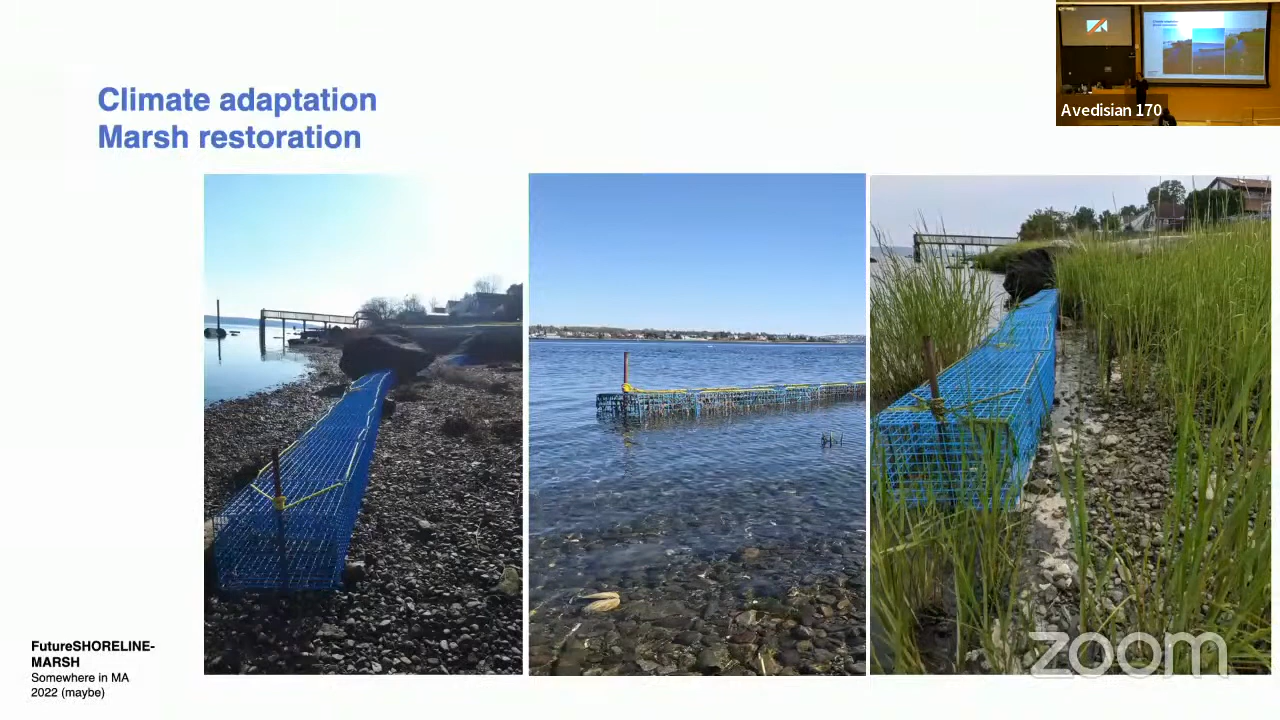 Climate adaptation
Marsh restoration
Avedisian 170
FutureSHORELINE-
MARSH
Somewhere in MA
2022 (maybe)
zoom